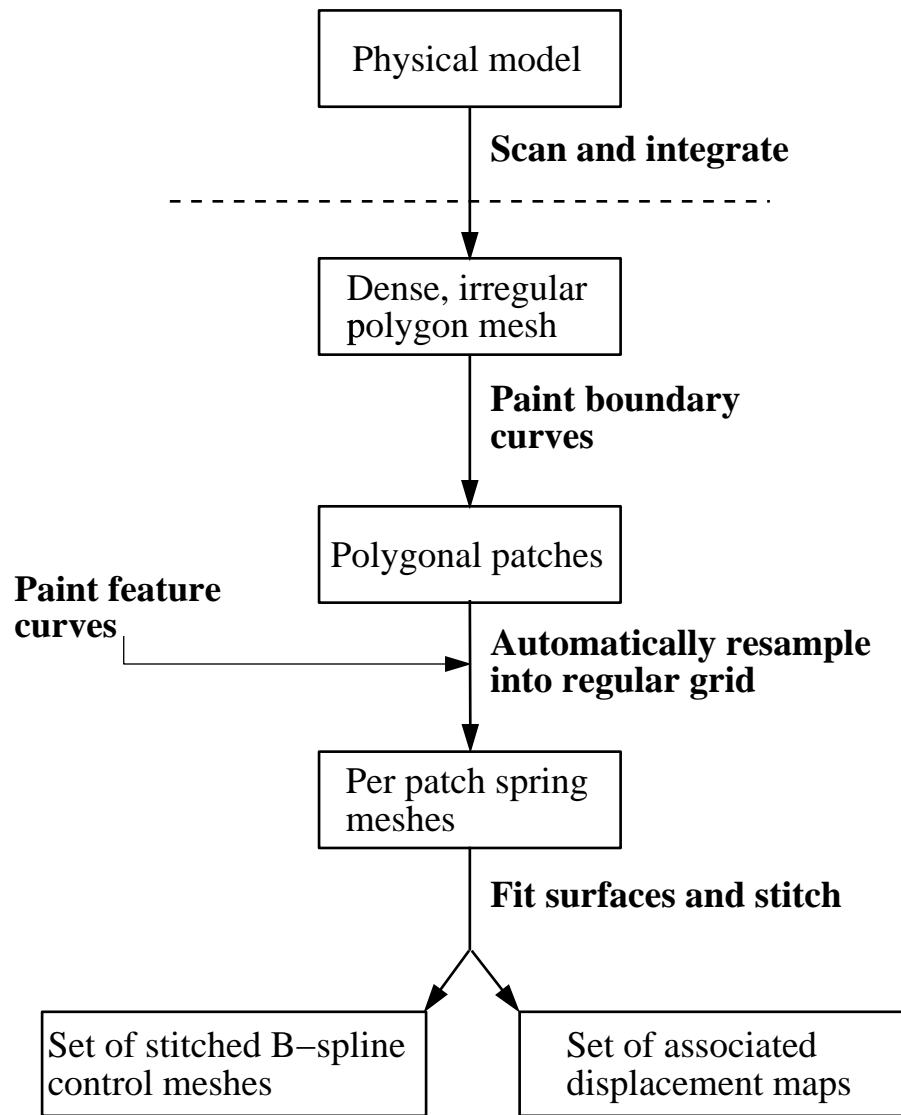 Physical model
Scan and integrate
Dense, irregular
polygon mesh
Paint boundary
curves
Polygonal patches
Paint feature
curves
Automatically resample
into regular grid
Per patch spring
meshes
Fit surfaces and stitch
Set of stitched B−spline
control meshes
Set of associated
displacement maps